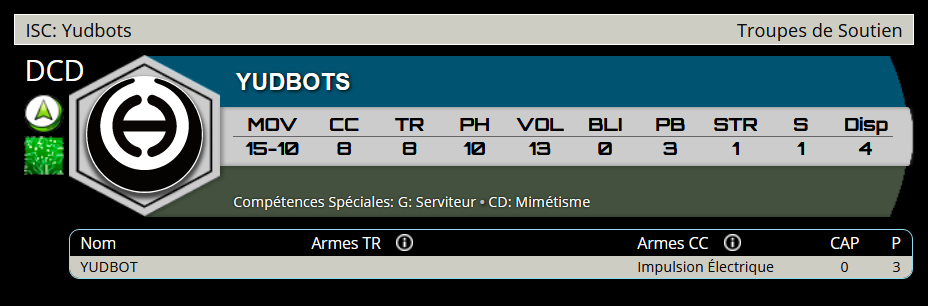 ISC: Yudbots Troupes de Soutien
DCD
YUDBOTS
MOV CC TR PH VOL BLI PB STR S Disp
15-10 8 8 10 13 0 3 1 1 4
Compétences Spéciales: G: Serviteur • CD: Mimétisme
Nom Armes TR Armes CC CAP P
YUDBOT Impulsion Électrique 0 3